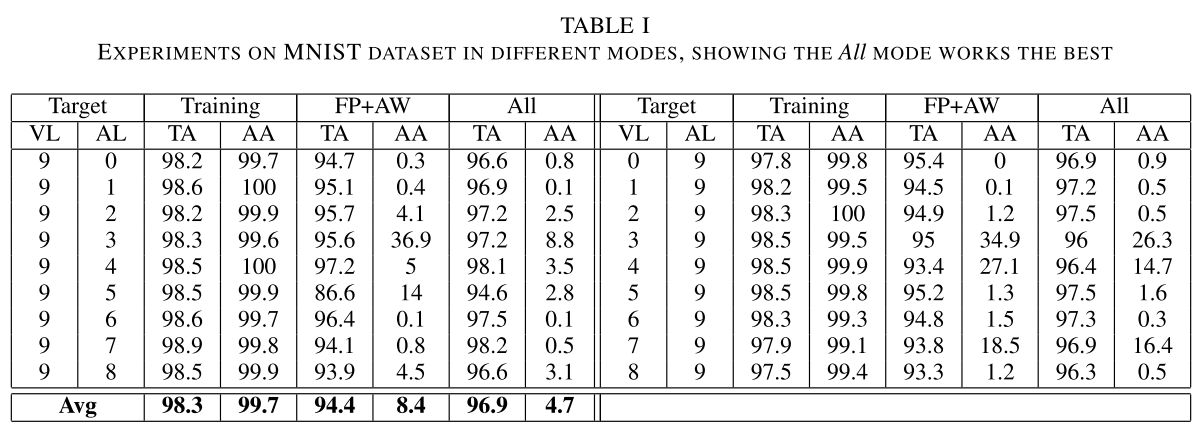 TABLE I
EXPERIMENTS ON MNIST DATASET IN DIFFERENT MODES, SHOWING THE All MODE WORKS THE BEST
Target Training FP+AW All Target Training FP+AW All
VL AL TA AA TA AA TA AA VL AL TA AA TA AA TA AA
9 0 98.2 99.7 94.7 0.3 96.6 0.8 0 9 97.8 99.8 95.4 0 96.9 0.9
9 1 98.6 100 95.1 0.4 96.9 0.1 1 9 98.2 99.5 94.5 0.1 97.2 0.5
9 2 98.2 99.9 95.7 4.1 97.2 2.5 2 9 98.3 100 94.9 1.2 97.5 0.5
9 3 98.3 99.6 95.6 36.9 97.2 8.8 3 9 98.5 99.5 95 34.9 96 26.3
9 4 98.5 100 97.2 5 98.1 3.5 4 9 98.5 99.9 93.4 27.1 96.4 14.7
9 5 98.5 99.9 86.6 14 94.6 2.8 5 9 98.5 99.8 95.2 1.3 97.5 1.6
9 6 98.6 99.7 96.4 0.1 97.5 0.1 6 9 98.3 99.3 94.8 1.5 97.3 0.3
9 7 98.9 99.8 94.1 0.8 98.2 0.5 7 9 97.9 99.1 93.8 18.5 96.9 16.4
9 8 98.5 99.9 93.9 4.5 96.6 3.1 8 9 97.5 99.4 93.3 1.2 96.3 0.5
Avg 98.3 99.7 94.4 8.4 96.9 4.7